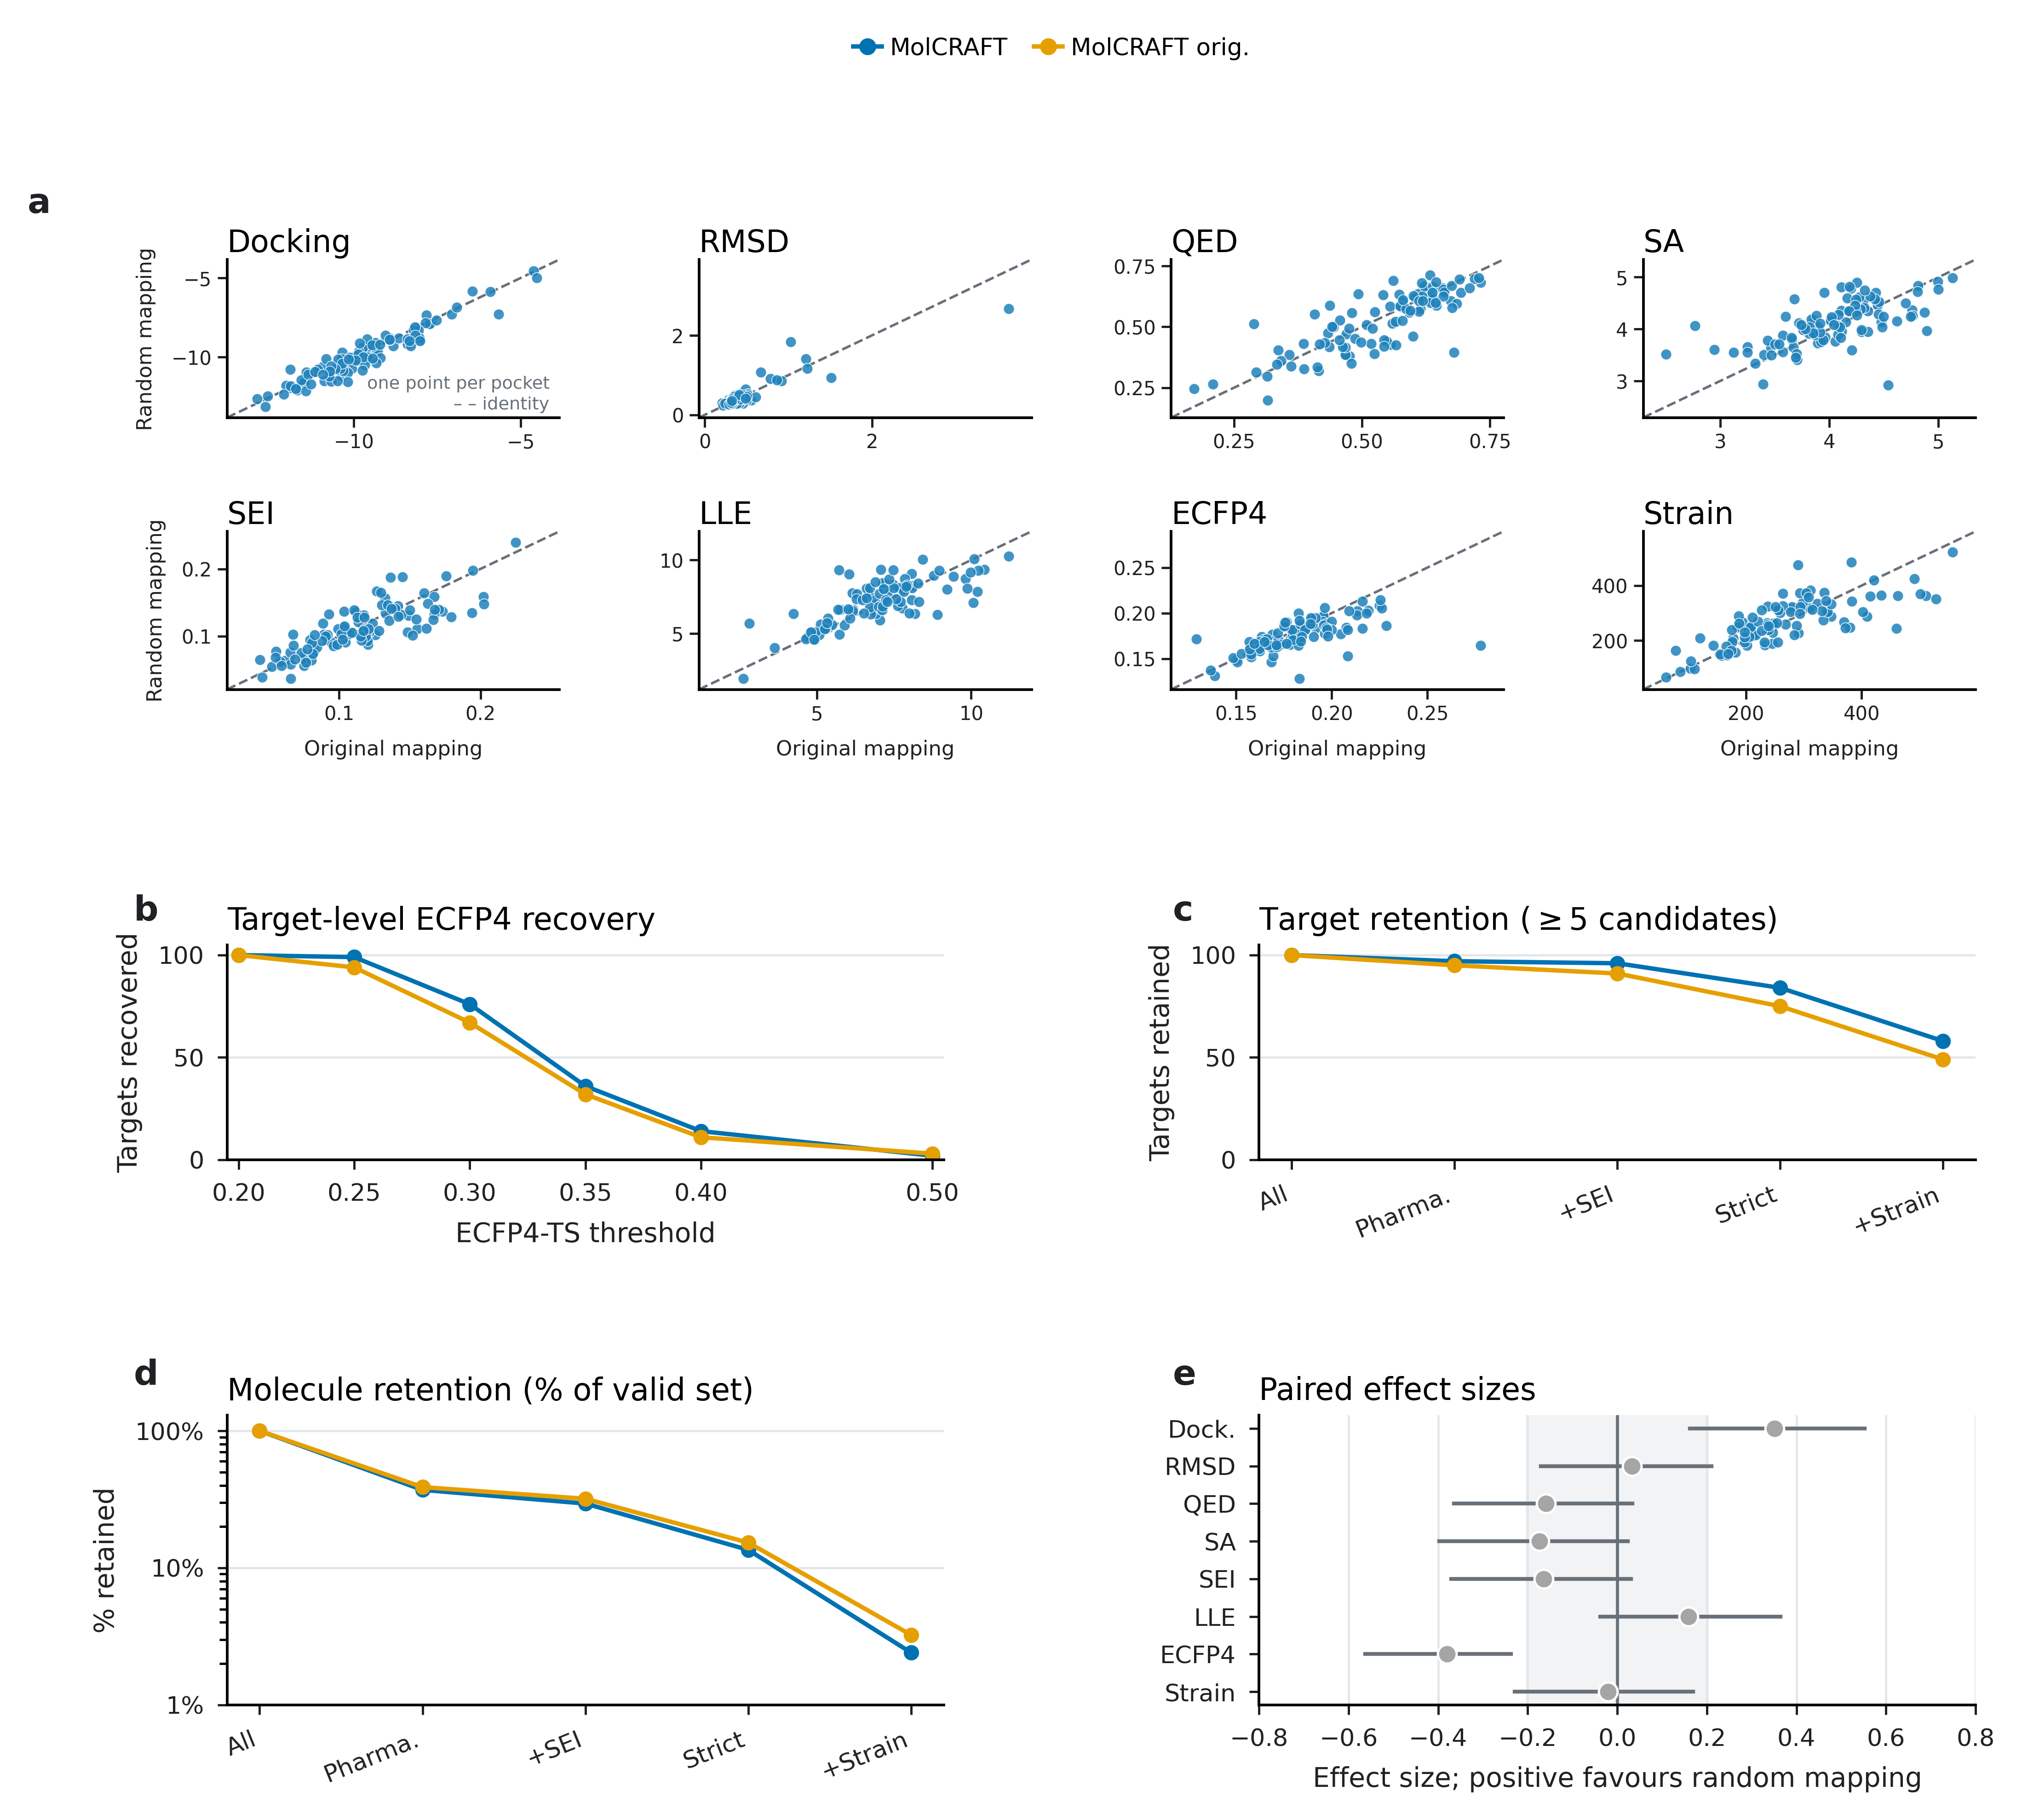 MolCRAFT MolCRAFT orig.
a
Docking RMSD QED SA
Random mapping
−5
−10
−10 −5
one point per pocket
– – identity
2
0
0 2
0.75
0.50
0.25
0.25 0.50 0.75
5
4
3
3 4 5
SEI LLE ECFP4 Strain
Random mapping
0.2
0.1
0.1 0.2
Original mapping
10
5
5 10
Original mapping
0.25
0.20
0.15
0.15 0.20 0.25
Original mapping
400
200
200 400
Original mapping
b Target-level ECFP4 recovery
Targets recovered
100
50
0
0.20 0.25 0.30 0.35 0.40 0.50
ECFP4-TS threshold
c Target retention (≥5 candidates)
Targets retained
100
50
0
All Pharma. +SEI Strict +Strain
d Molecule retention (% of valid set)
% retained
100%
10%
1%
All Pharma. +SEI Strict +Strain
e Paired effect sizes
Dock.
RMSD
QED
SA
SEI
LLE
ECFP4
Strain
−0.8 −0.6 −0.4 −0.2 0.0 0.2 0.4 0.6 0.8
Effect size; positive favours random mapping